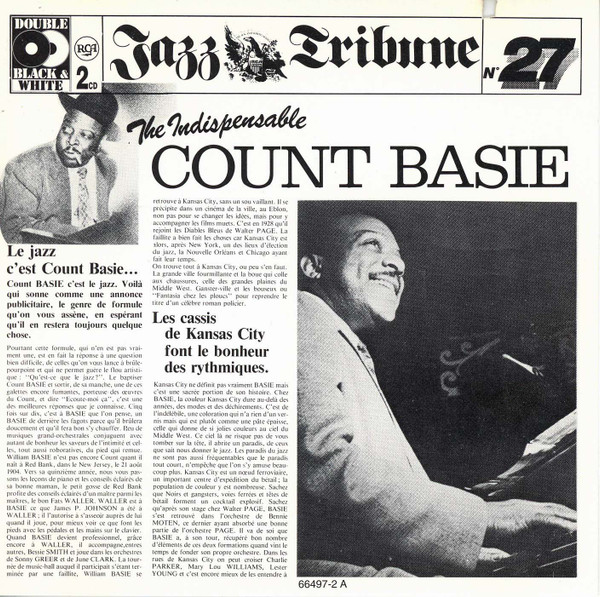 DOUBLE
BLACK &
WHITE
RCA
2 CD
Jazz Tribune
N° 27
The Indispensable
COUNT BASIE
Le jazz
c'est Count Basie...
Count BASIE c'est le jazz. Voilà
qui sonne comme une annonce
publicitaire, le genre de formule
qu'on vous assène, en espérant
qu'il en restera toujours quelque
chose.
Pourtant cette formule, qui n'en est pas vrai-
ment une, est en fait la réponse à une question
bien difficile, de celles qu'on vous lance à brûle-
pourpoint et qui ne permet guère le flou artisti-
que : "Qu'est-ce que le jazz?". Le baptiser
Count BASIE et sortir, de sa manche, une de ces
galettes encore fumantes, porteuse des œuvres
du Count, et dire "Ecoute-moi ça", c'est une
des meilleures réponses que je connaisse. Cinq
fois sur dix, c'est à BASIE que l'on pense, un
BASIE de derrière les fagots parce qu'il brûlera
doucement et qu'il fera bon s'y chauffer. Peu de
musiques grand-orchestrales conjuguent avec
autant de bonheur les saveurs de l'intimité et cel-
les, tout aussi roboratives, du pied qui remue.
William BASIE n'est pas encore Count quam il
naît à Red Bank, dans le New Jersey, le 21 août
1904. Vers sa quinzième année, nous vous pas-
sons les leçons de piano et les conseils éclairés de
sa bonne maman, le petit gosse de Red Bank
profite des conseils éclairés d'un maître parmi les
maîtres, le bon Fats WALLER. WALLER est à
BASIE ce que James P. JOHNSON a été à
WALLER ; il l'autorise à s'asseoir auprès de lui
quand il joue, pour mieux voir ce que font les
pieds avec les pédales et les mains sur le clavier.
Quand BASIE devient professionnel, grâce
encore à WALLER, il accompagne, entres
autres, Bessie SMITH et joue dans les orchestres
de Sonny GREER et de June CLARK. La tour-
née de music-hall auquel il participait s'étant ter-
minée par une faillite, William BASIE se
retrouve à Kansas City, sans un sou vaillant. Il se
précipite dans un cinéma de la ville, au Eblon,
non pas pour se changer les idées, mais pour y
accompagner les films muets. C'est en 1928 qu'il
rejoint les Diables Bleus de Walter PAGE. La
faillite a bien fait les choses car Kansas City est
alors, après New York, un des lieux d'élection
du jazz, la Nouvelle Orléans et Chicago ayant
fait leur temps.
On trouve tout à Kansas City, ou peu s'en faut.
La grande ville fourmillante et la boue qui colle
aux chaussures, celle des grandes plaines du
Middle West. Ganster-ville et les bouseux ou
"Fantasia chez les ploucs" pour reprendre le
titre d'un célèbre roman policier.
Les cassis
de Kansas City
font le bonheur
des rythmiques.
Kansas City ne définit pas vraiment BASIE mais
c'est une sacrée portion de son histoire. Chez
BASIE, la couleur Kansas City dure au-delà des
années, des modes et des déchirements. C'est de
l'indélébile, une coloration qui n'a rien d'un ver-
nis mais qui est plutôt comme une pâte épaisse,
celle qui donne de si jolies couleurs au ciel du
Middle West. Ce ciel là ne risque pas de vous
tomber sur la tête, il abrite un paradis, de ceux
que sait nous donner le jazz. Les paradis du jazz
ne sont pas aussi fréquentables que le paradis
tout court, n'empêche que l'on s'y amuse beau-
coup plus. Kansas City est un nœud ferroviaire,
un important centre d'expédition du bétail ; la
population de couleur y est nombreuse. Sachez
que Noirs et gangsters, voies ferrées et têtes de
bétail forment un cocktail explosif. Sachez
qu'après son stage chez Walter PAGE, BASIE
s'est retrouvé dans l'orchestre de Bennie
MOTEN, ce dernier ayant absorbé une bonne
partie de l'orchestre PAGE. Il va de soi que
BASIE a, à son tour, récupéré bon nombre
d'éléments de ces deux formations quand vint le
temps de fonder son propre orchestre. Dans les
rues de Kansas City on peut croiser Charlie
PARKER, Mary Lou WILLIAMS, Lester
YOUNG et c'est encore mieux de les entendre à
66497-2 A